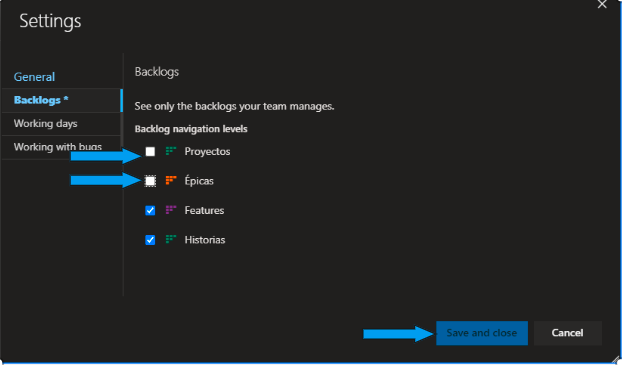 Settings
General
Backlogs *
Working days
Working with bugs
Backlogs
See only the backlogs your team manages.
Backlog navigation levels
Proyectos
Épicas
Features
Historias
Save and close
Cancel